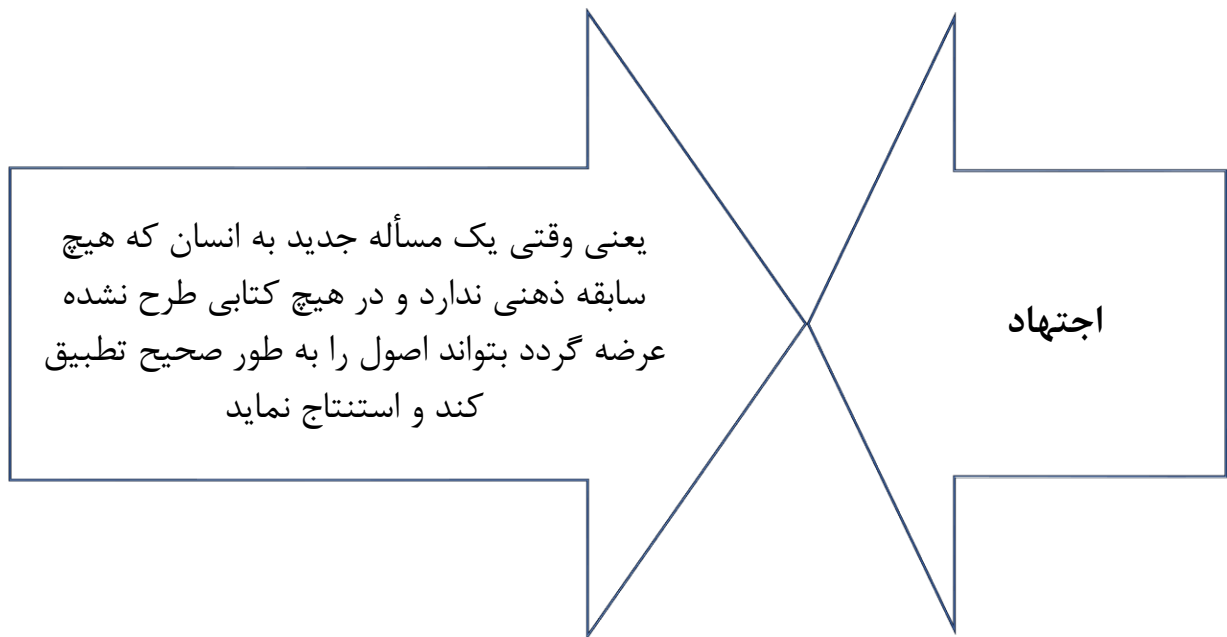 اجتهاد
یعنی وقتی یک مسأله جدید به انسان که هیچ
سابقه ذهنی ندارد و در هیچ کتابی طرح نشده
عرضه گردد بتواند اصول را به طور صحیح تطبیق
کند و استنتاج نماید